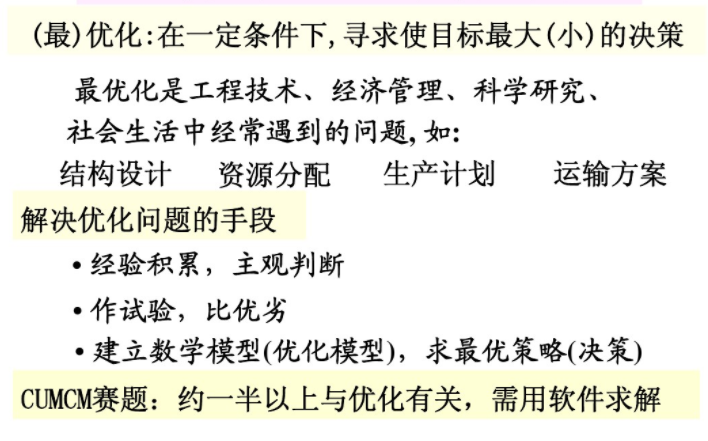 (最)优化:在一定条件下,寻求使目标最大(小)的决策
最优化是工程技术、经济管理、科学研究、
社会生活中经常遇到的问题,如:
结构设计 资源分配 生产计划 运输方案
解决优化问题的手段
• 经验积累，主观判断
• 作试验，比优劣
• 建立数学模型(优化模型)，求最优策略(决策)
CUMCM赛题：约一半以上与优化有关，需用软件求解